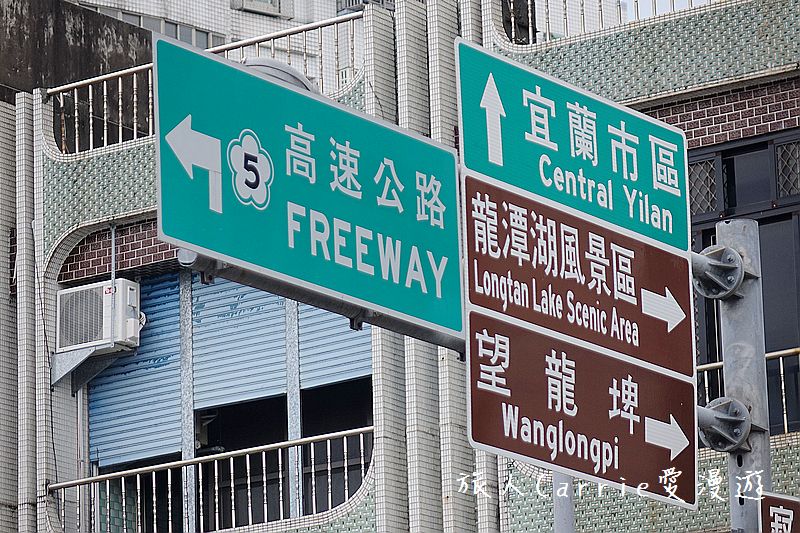 5
高速公路
FREEWAY
宜蘭市區
Central Yilan
龍潭湖風景區
Longtan Lake Scenic Area
望龍埤
Wanglongpi
旅人Carrie愛漫遊